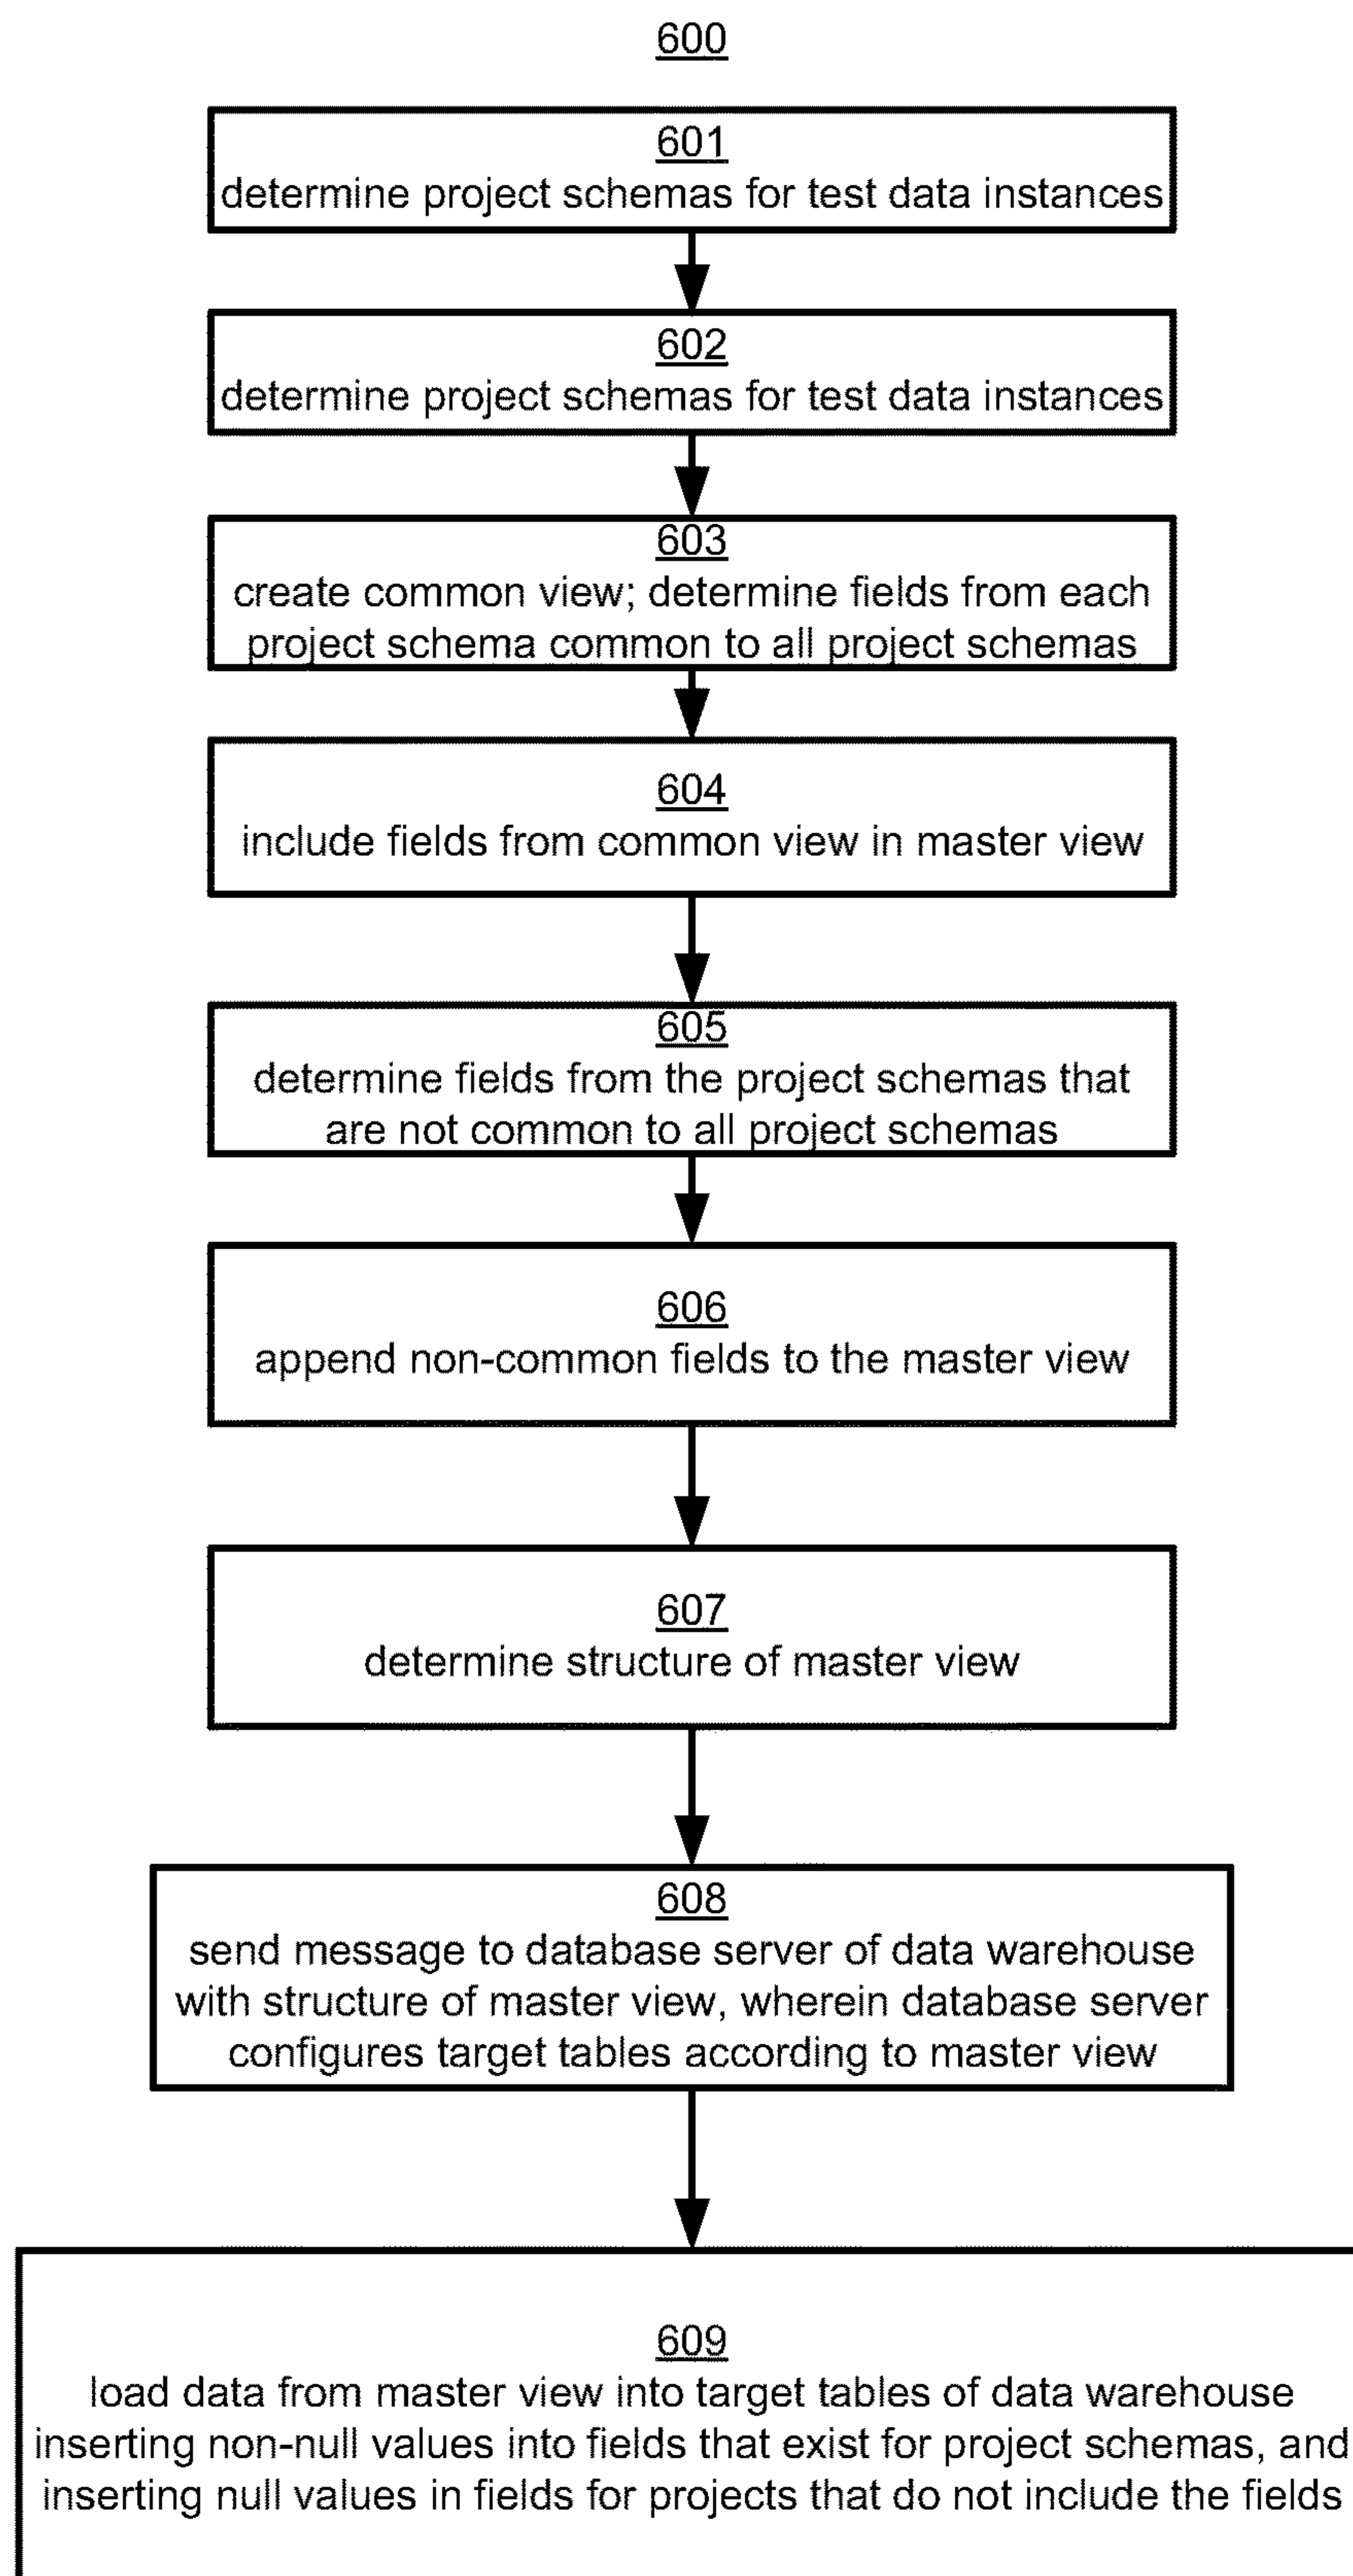 600
601
determine project schemas for test data instances
602
determine project schemas for test data instances
603
create common view; determine fields from each
project schema common to all project schemas
604
include fields from common view in master view
605
determine fields from the project schemas that
are not common to all project schemas
606
append non-common fields to the master view
607
determine structure of master view
608
send message to database server of data warehouse
with structure of master view, wherein database server
configures target tables according to master view
609
load data from master view into target tables of data warehouse
inserting non-null values into fields that exist for project schemas, and
inserting null values in fields for projects that do not include the fields